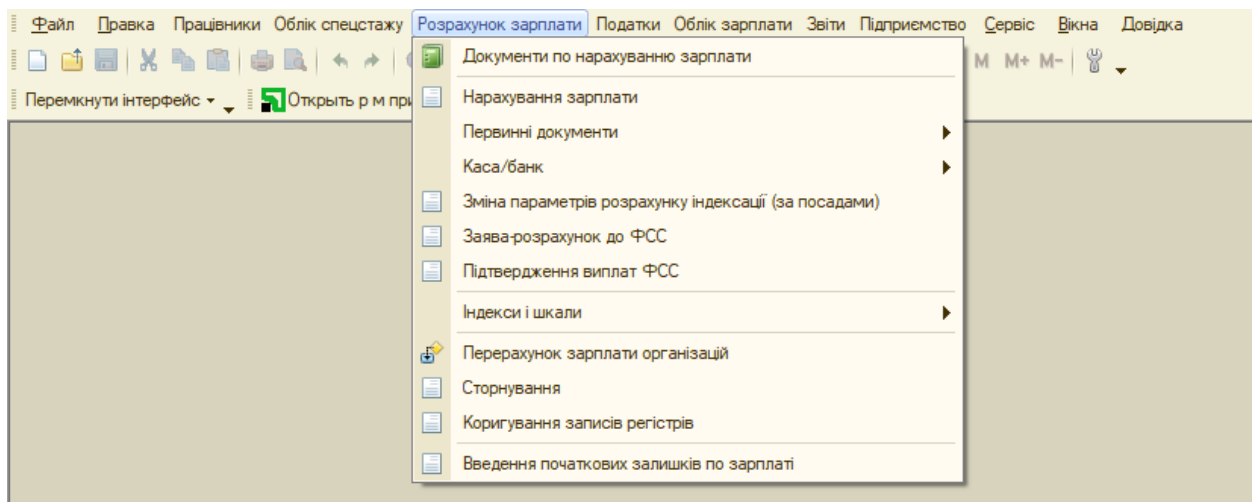 Файл Правка Працівники Облік спецстажу Розрахунок зарплати Податки Облік зарплати Звіти Підприємство Сервіс Вікна Довідка
M M+ M-
Перемкнути інтерфейс Открыть р м при
Документи по нарахуванню зарплати
Нарахування зарплати
Первинні документи
Каса/банк
Зміна параметрів розрахунку індексації (за посадами)
Заява-розрахунок до ФСС
Підтвердження виплат ФСС
Індекси і шкали
Перерахунок зарплати організацій
Сторнування
Коригування записів регістрів
Введення початкових залишків по зарплаті